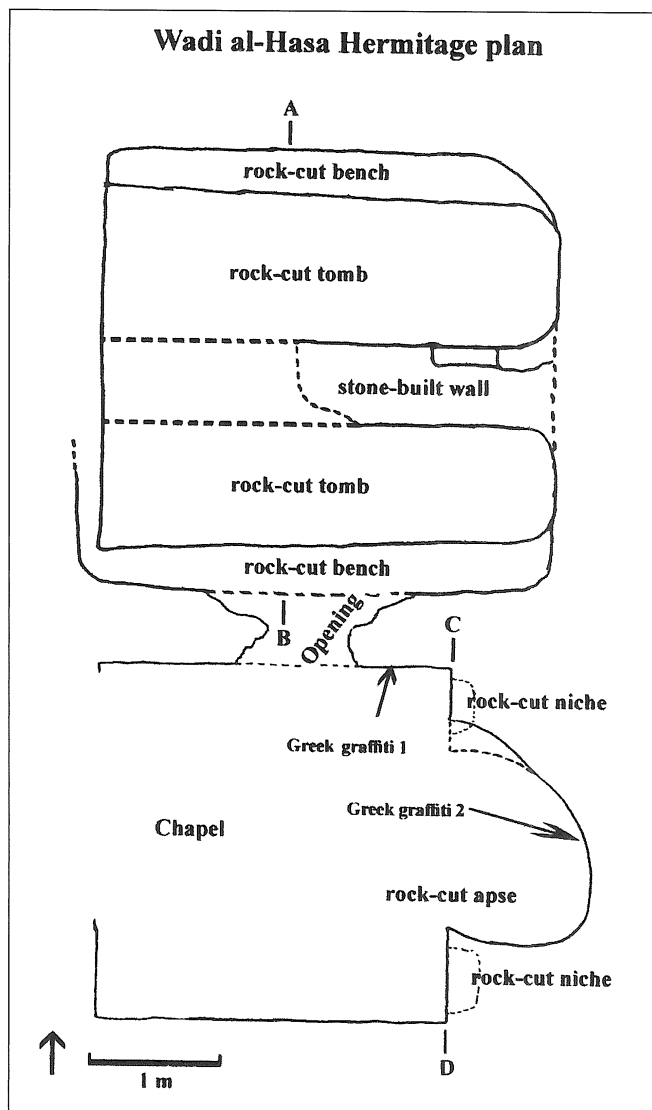 Wadi al-Hasa Hermitage plan
A
rock-cut bench
rock-cut tomb
stone-built wall
rock-cut tomb
rock-cut bench
B
Opening
C
rock-cut niche
Greek graffiti 1
Greek graffiti 2
Chapel
rock-cut apse
rock-cut niche
1 m
D